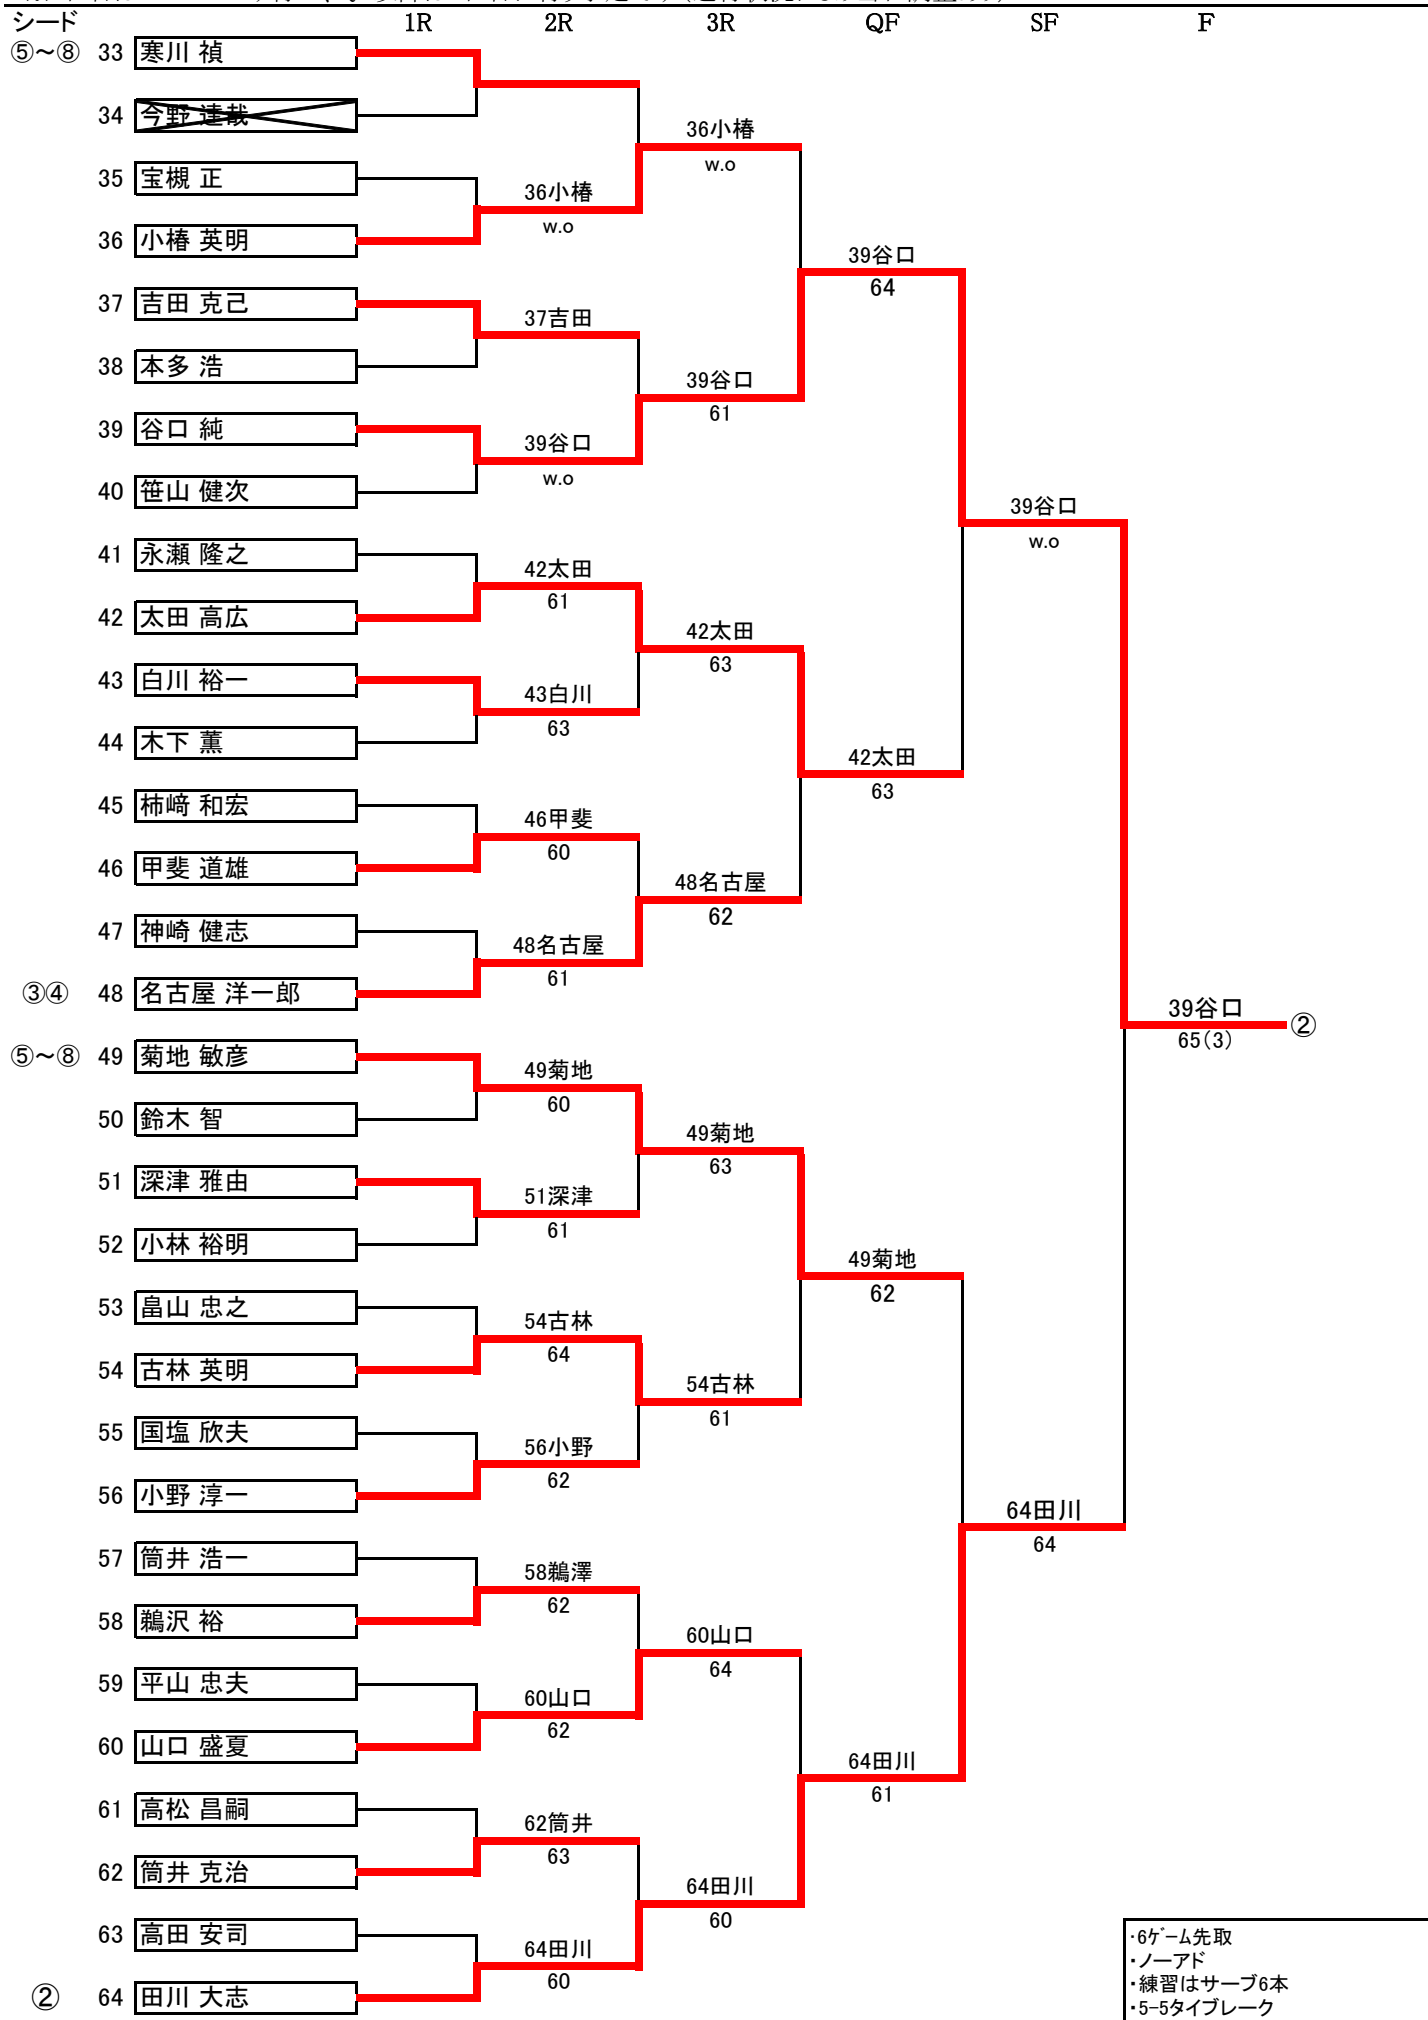 シード 1R 2R 3R QF SF F
⑤～⑧ 33 寒川 禎
34 今野 達哉
36小椿
w.o
35 宝槻 正
36小椿
w.o
36 小椿 英明
39谷口
64
37 吉田 克己
37吉田
38 本多 浩
39谷口
61
39 谷口 純
39谷口
w.o
40 笹山 健次
39谷口
w.o
41 永瀬 隆之
42太田
61
42 太田 高広
42太田
63
43 白川 裕一
43白川
63
44 木下 薫
42太田
63
45 柿﨑 和宏
46甲斐
60
46 甲斐 道雄
48名古屋
62
47 神崎 健志
48名古屋
61
③④ 48 名古屋 洋一郎
39谷口
②
65(3)
⑤～⑧ 49 菊地 敏彦
49菊地
60
50 鈴木 智
49菊地
63
51 深津 雅由
51深津
61
52 小林 裕明
49菊地
62
53 畠山 忠之
54古林
64
54 古林 英明
54古林
61
55 国塩 欣夫
56小野
62
56 小野 淳一
64田川
64
57 筒井 浩一
58鵜澤
62
58 鵜沢 裕
60山口
64
59 平山 忠夫
60山口
62
60 山口 盛夏
64田川
61
61 高松 昌嗣
62筒井
63
62 筒井 克治
64田川
60
63 高田 安司
64田川
60
② 64 田川 大志
・6ｹﾞｰﾑ先取
・ノーアド
・練習はサーブ6本
・5-5タイブレーク